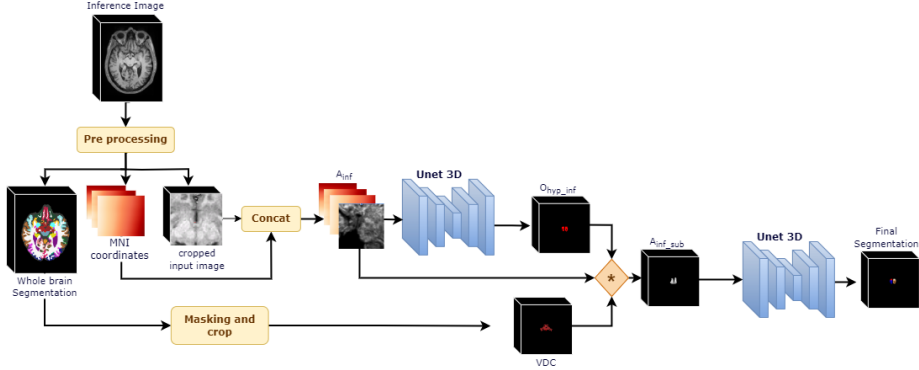 Inference Image
Pre processing
Whole brain
Segmentation
MNI
coordinates
cropped
input image
Concat
A_inf
Unet 3D
O_hyp_inf
*
A_inf_sub
Unet 3D
Final
Segmentation
Masking and
crop
VDC